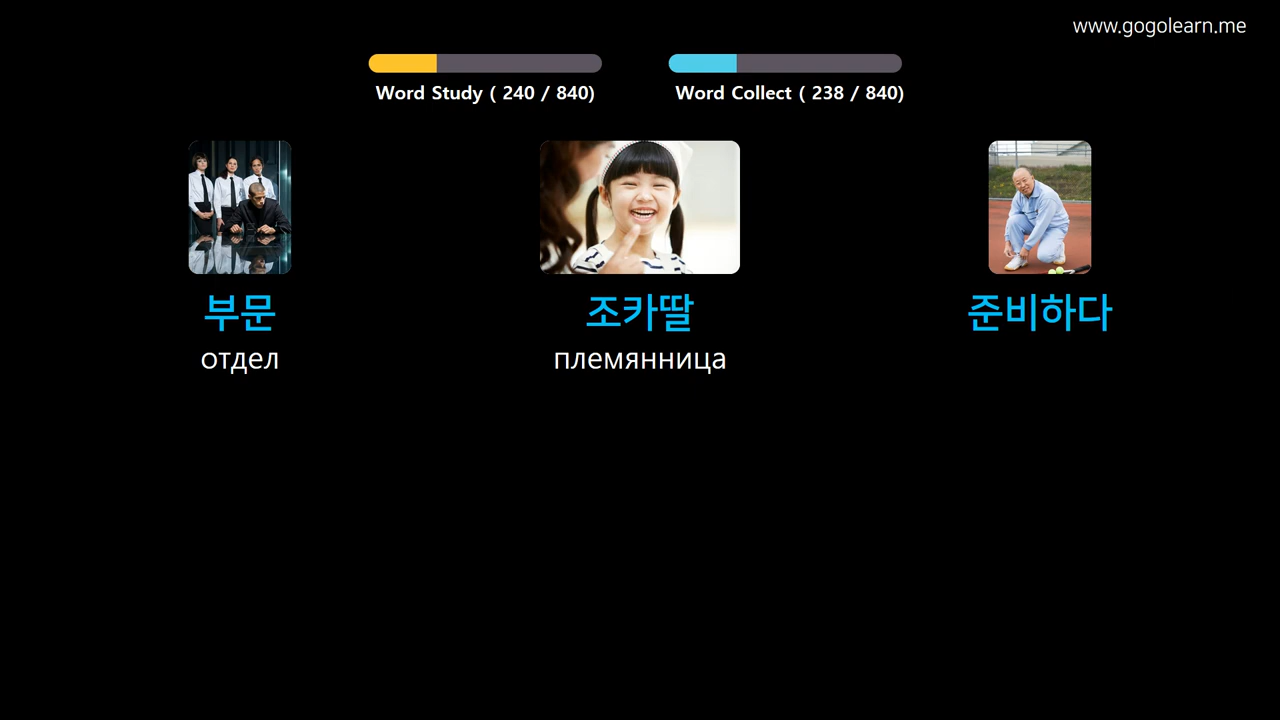 www.gogolearn.me
Word Study ( 240 / 840)
Word Collect ( 238 / 840)
부문
조카딸
준비하다
отдел
племянница